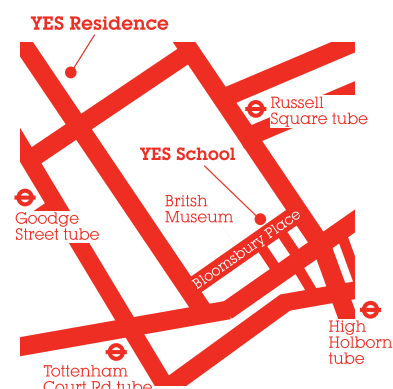 YES Residence
Russell
Square tube
YES School
Britsh
Museum
Bloomsbury Place
Goodge
Street tube
High
Holborn
tube
Tottenham
Court Rd tube